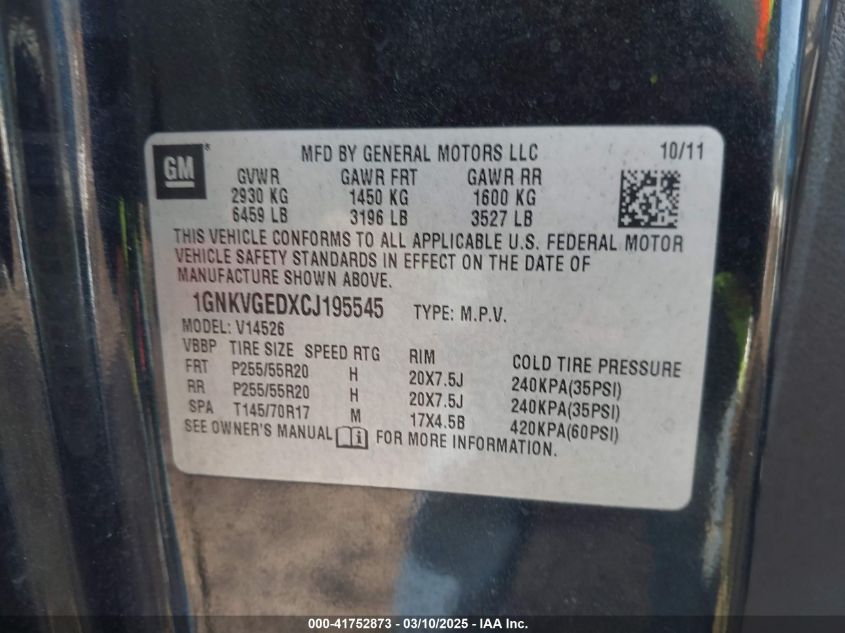 GM
MFD BY GENERAL MOTORS LLC 10/11
GVWR GAWR FRT GAWR RR
2930 KG 1450 KG 1600 KG
6459 LB 3196 LB 3527 LB
THIS VEHICLE CONFORMS TO ALL APPLICABLE U.S. FEDERAL MOTOR
VEHICLE SAFETY STANDARDS IN EFFECT ON THE DATE OF
MANUFACTURE SHOWN ABOVE.
1GNKVGEDXCJ195545 TYPE: M.P.V.
MODEL: V14526
VBBP TIRE SIZE SPEED RTG RIM COLD TIRE PRESSURE
FRT P255/55R20 H 20X7.5J 240KPA(35PSI)
RR P255/55R20 H 20X7.5J 240KPA(35PSI)
SPA T145/70R17 M 17X4.5B 420KPA(60PSI)
SEE OWNER'S MANUAL FOR MORE INFORMATION.
000-41752873 - 03/10/2025 - IAA Inc.